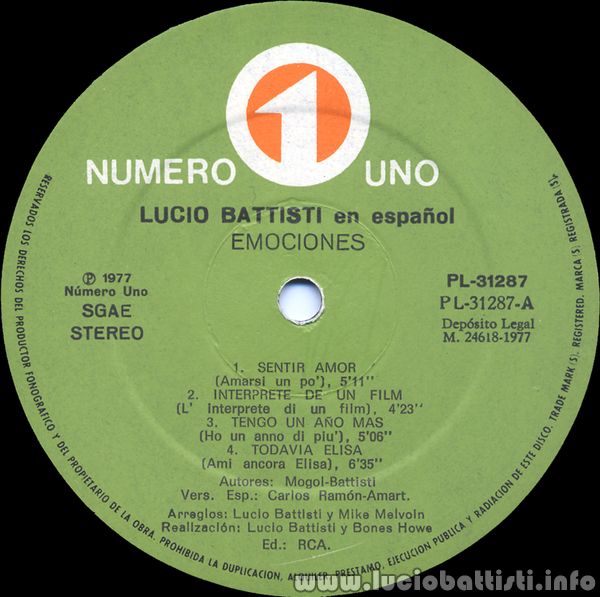 1
NUMERO UNO
LUCIO BATTISTI en español
EMOCIONES
℗ 1977
Número Uno
SGAE
STEREO
PL-31287
PL-31287-A
Depósito Legal
M. 24618-1977
1. SENTIR AMOR
(Amarsi un po'), 5'11"
2. INTERPRETE DE UN FILM
(L' interprete di un film), 4'23"
3. TENGO UN AÑO MAS
(Ho un anno di piu'), 5'06"
4. TODAVIA ELISA
(Ami ancora Elisa), 6'35"
Autores: Mogol-Battisti
Vers. Esp.: Carlos Ramón-Amart.
Arreglos: Lucio Battisti y Mike Melvoin
Realización: Lucio Battisti y Bones Howe
Ed.: RCA.
RESERVADOS LOS DERECHOS DEL PRODUCTOR FONOGRAFICO Y DEL PROPIETARIO DE LA OBRA. PROHIBIDA LA DUPLICACION, ALQUILER, PRESTAMO, EJECUCION PUBLICA Y RADIACION DE ESTE DISCO. TRADE MARK (S). REGISTERED. MARCA (S) REGISTRADA (S).
www.luciobattisti.info